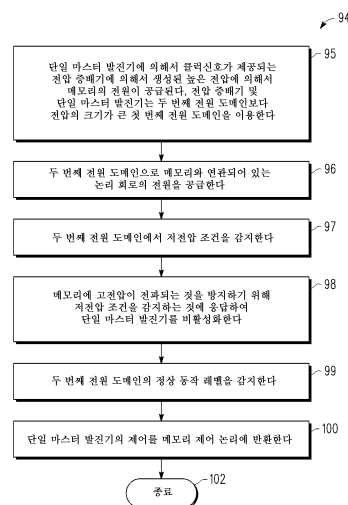 94
95
단일 마스터 발진기에 의해서 클럭신호가 제공되는
전압 증배기에 의해서 생성된 높은 전압에 의해서
메모리의 전원이 공급된다, 전압 증배기 및
단일 마스터 발진기는 두 번째 전원 도메인보다
전압의 크기가 큰 첫 번째 전원 도메인을 이용한다
96
두 번째 전원 도메인으로 메모리와 연관되어 있는
논리 회로의 전원을 공급한다
97
두 번째 전원 도메인에서 저전압 조건을 감지한다
98
메모리에 고전압이 전파되는 것을 방지하기 위해
저전압 조건을 감지하는 것에 응답하여
단일 마스터 발진기를 비활성화한다
99
두 번째 전원 도메인의 정상 동작 레벨을 감지한다
100
단일 마스터 발진기의 제어를 메모리 제어 논리에 반환한다
102
종료